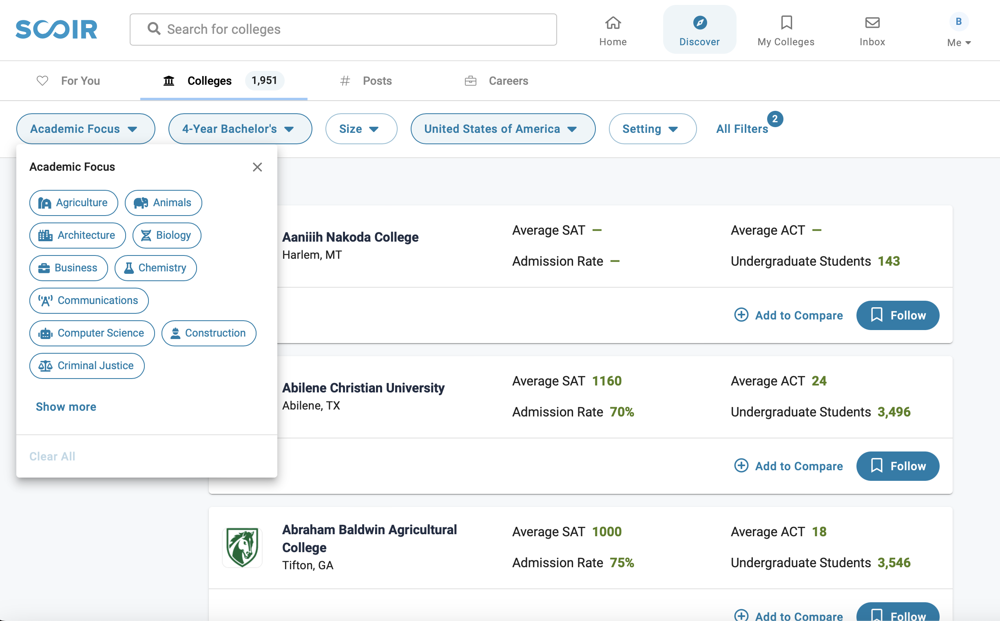 SCOIR
Search for colleges
Home
Discover
My Colleges
Inbox
B
Me
For You
Colleges 1,951
# Posts
Careers
Academic Focus
4-Year Bachelor's
Size
United States of America
Setting
All Filters 2
Academic Focus
Agriculture
Animals
Architecture
Biology
Business
Chemistry
Communications
Computer Science
Construction
Criminal Justice
Show more
Clear All
Aaniiih Nakoda College
Harlem, MT
Average SAT –
Average ACT –
Admission Rate –
Undergraduate Students 143
Add to Compare
Follow
Abilene Christian University
Abilene, TX
Average SAT 1160
Average ACT 24
Admission Rate 70%
Undergraduate Students 3,496
Add to Compare
Follow
Abraham Baldwin Agricultural
College
Tifton, GA
Average SAT 1000
Average ACT 18
Admission Rate 75%
Undergraduate Students 3,546
Add to Compare
Follow